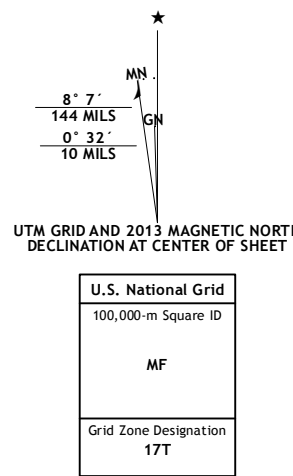 ★
MN
8° 7´
144 MILS
GN
0° 32´
10 MILS
UTM GRID AND 2013 MAGNETIC NORTH
DECLINATION AT CENTER OF SHEET
U.S. National Grid
100,000-m Square ID
MF
Grid Zone Designation
17T